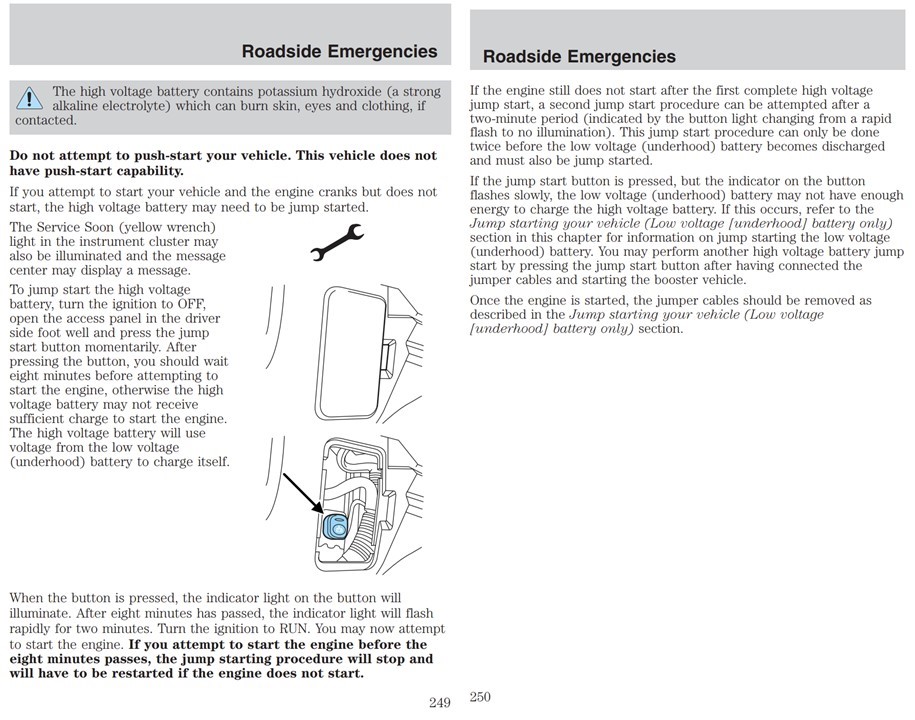 Roadside Emergencies
The high voltage battery contains potassium hydroxide (a strong
alkaline electrolyte) which can burn skin, eyes and clothing, if
contacted.
Do not attempt to push-start your vehicle. This vehicle does not
have push-start capability.
If you attempt to start your vehicle and the engine cranks but does not
start, the high voltage battery may need to be jump started.
The Service Soon (yellow wrench)
light in the instrument cluster may
also be illuminated and the message
center may display a message.
To jump start the high voltage
battery, turn the ignition to OFF,
open the access panel in the driver
side foot well and press the jump
start button momentarily. After
pressing the button, you should wait
eight minutes before attempting to
start the engine, otherwise the high
voltage battery may not receive
sufficient charge to start the engine.
The high voltage battery will use
voltage from the low voltage
(underhood) battery to charge itself.
When the button is pressed, the indicator light on the button will
illuminate. After eight minutes has passed, the indicator light will flash
rapidly for two minutes. Turn the ignition to RUN. You may now attempt
to start the engine. If you attempt to start the engine before the
eight minutes passes, the jump starting procedure will stop and
will have to be restarted if the engine does not start.
249
Roadside Emergencies
If the engine still does not start after the first complete high voltage
jump start, a second jump start procedure can be attempted after a
two-minute period (indicated by the button light changing from a rapid
flash to no illumination). This jump start procedure can only be done
twice before the low voltage (underhood) battery becomes discharged
and must also be jump started.
If the jump start button is pressed, but the indicator on the button
flashes slowly, the low voltage (underhood) battery may not have enough
energy to charge the high voltage battery. If this occurs, refer to the
Jump starting your vehicle (Low voltage [underhood] battery only)
section in this chapter for information on jump starting the low voltage
(underhood) battery. You may perform another high voltage battery jump
start by pressing the jump start button after having connected the
jumper cables and starting the booster vehicle.
Once the engine is started, the jumper cables should be removed as
described in the Jump starting your vehicle (Low voltage
[underhood] battery only) section.
250